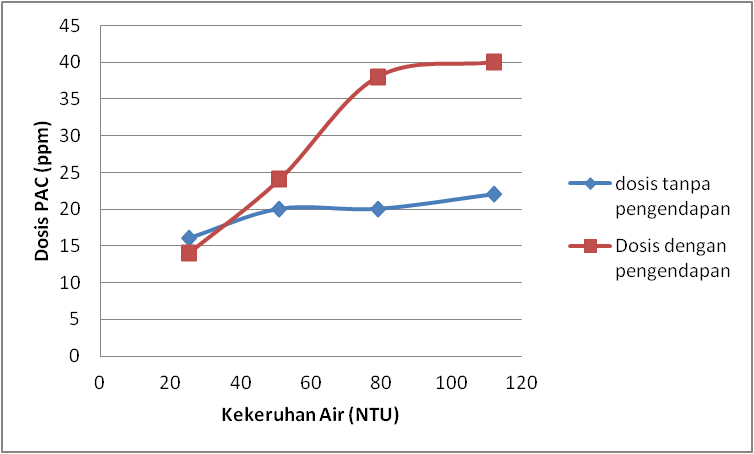 45
40
35
30
25
20
15
10
5
0
Dosis PAC (ppm)
0 20 40 60 80 100 120
Kekeruhan Air (NTU)
dosis tanpa
pengendapan
Dosis dengan
pengendapan